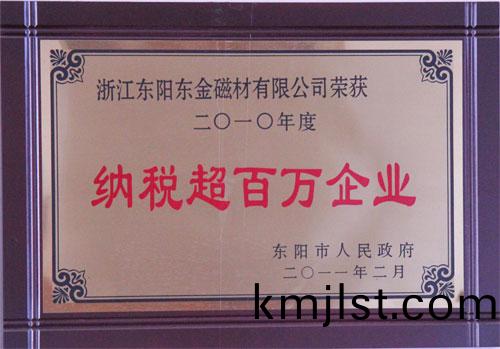 浙江东阳东金磁材有限公司荣获
二〇一〇年度
纳税超百万企业
东阳市人民政府
二〇一一年二月
kmjlst.com